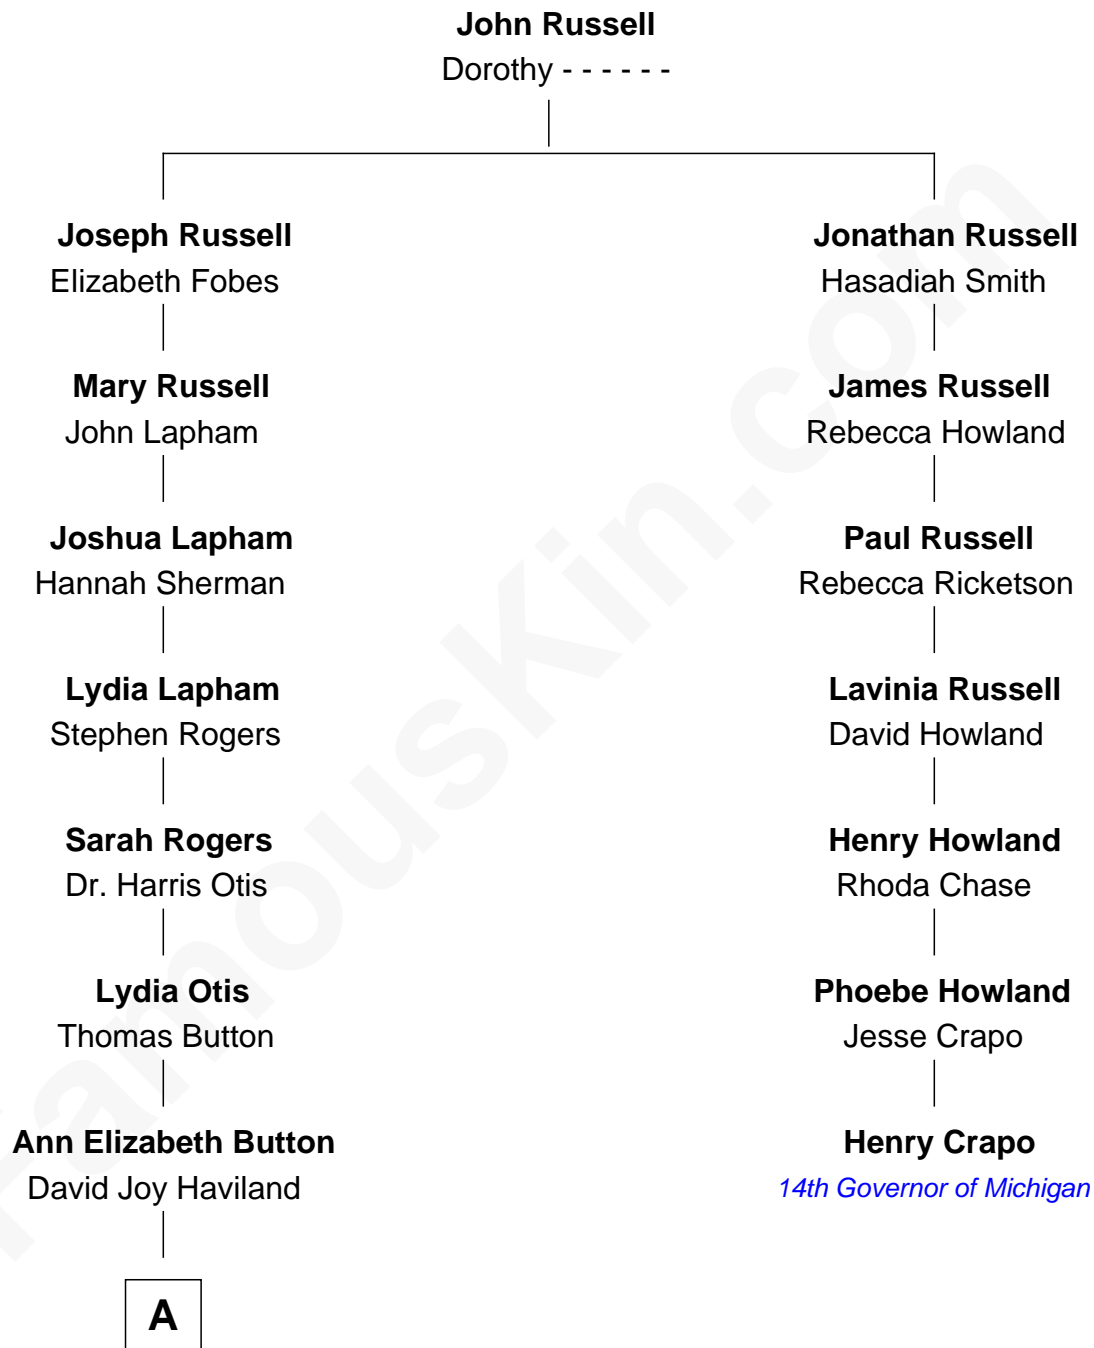 John Russell
Dorothy - - - - - -
Joseph Russell
Elizabeth Fobes
Jonathan Russell
Hasadiah Smith
Mary Russell
John Lapham
James Russell
Rebecca Howland
Joshua Lapham
Hannah Sherman
Paul Russell
Rebecca Ricketson
Lydia Lapham
Stephen Rogers
Lavinia Russell
David Howland
Sarah Rogers
Dr. Harris Otis
Henry Howland
Rhoda Chase
Lydia Otis
Thomas Button
Phoebe Howland
Jesse Crapo
Ann Elizabeth Button
David Joy Haviland
Henry Crapo
14th Governor of Michigan
A
FamousKin.com